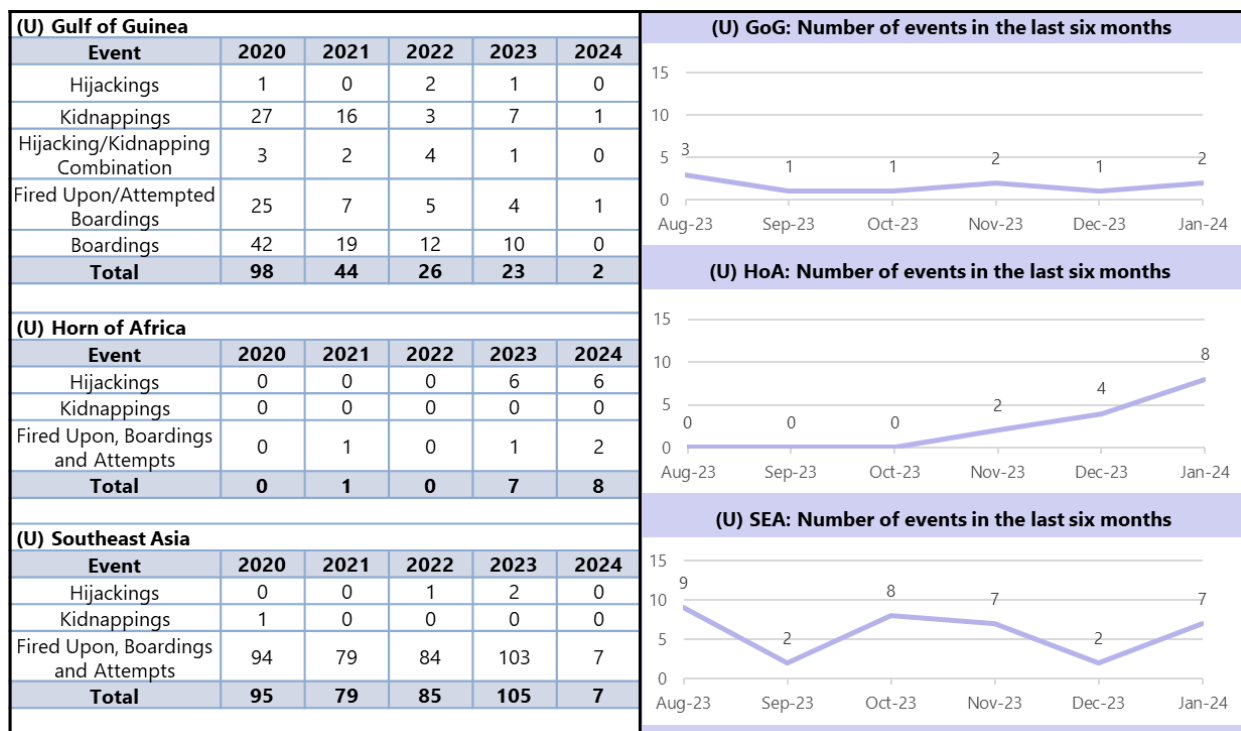 (U) Gulf of Guinea
Event 2020 2021 2022 2023 2024
Hijackings 1 0 2 1 0
Kidnappings 27 16 3 7 1
Hijacking/Kidnapping
Combination 3 2 4 1 0
Fired Upon/Attempted
Boardings 25 7 5 4 1
Boardings 42 19 12 10 0
Total 98 44 26 23 2
(U) Horn of Africa
Event 2020 2021 2022 2023 2024
Hijackings 0 0 0 6 6
Kidnappings 0 0 0 0 0
Fired Upon, Boardings
and Attempts 0 1 0 1 2
Total 0 1 0 7 8
(U) Southeast Asia
Event 2020 2021 2022 2023 2024
Hijackings 0 0 1 2 0
Kidnappings 1 0 0 0 0
Fired Upon, Boardings
and Attempts 94 79 84 103 7
Total 95 79 85 105 7
(U) GoG: Number of events in the last six months
15
10
5
0
3 1 1 2 1 2
Aug-23 Sep-23 Oct-23 Nov-23 Dec-23 Jan-24
(U) HoA: Number of events in the last six months
15
10
5
0
0 0 0 2 4 8
Aug-23 Sep-23 Oct-23 Nov-23 Dec-23 Jan-24
(U) SEA: Number of events in the last six months
15
10
5
0
9 2 8 7 2 7
Aug-23 Sep-23 Oct-23 Nov-23 Dec-23 Jan-24